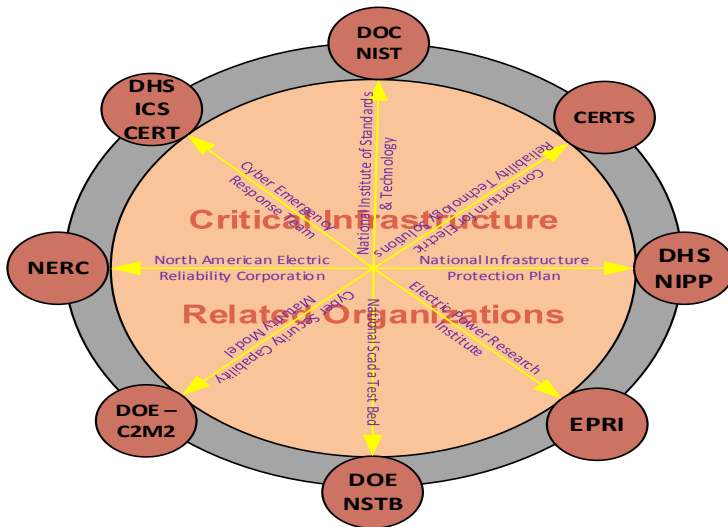 DOC
NIST
DHS
ICS
CERT
CERTS
National Institute of Standards
& Technology
Cyber Emergency
Response Team
Consortium for Electric
Reliability Technology Solutions
Critical Infrastructure
NERC
North American Electric
Reliability Corporation
National Infrastructure
Protection Plan
DHS
NIPP
Related Organizations
Cyber Security Capability
Maturity Model
National Scada Test Bed
Electric Power Research
Institute
DOE –
C2M2
EPRI
DOE
NSTB